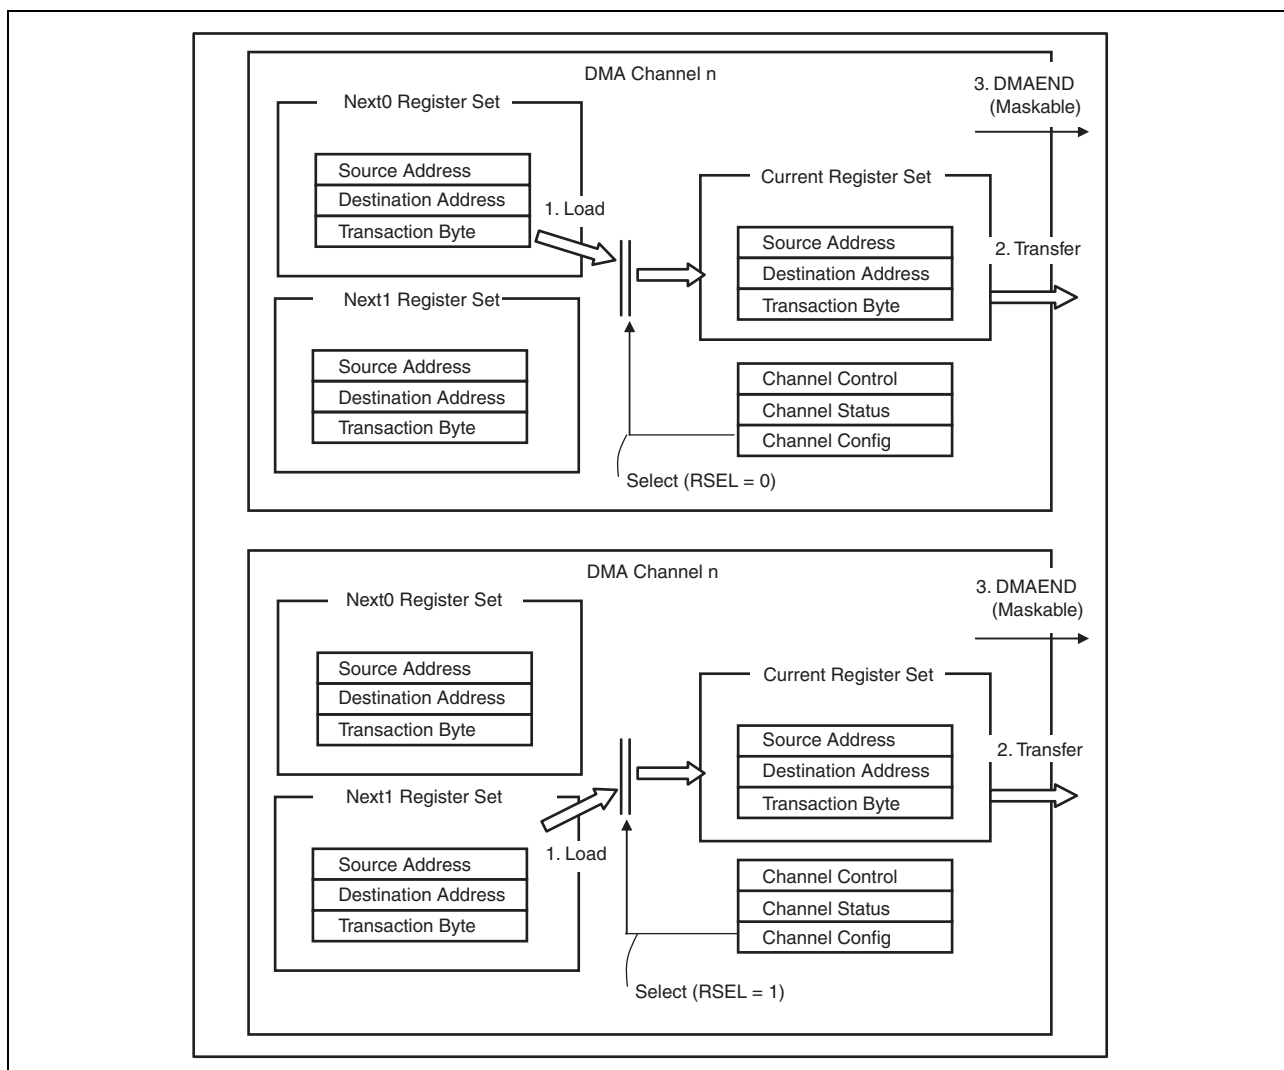 DMA Channel n
3. DMAEND
(Maskable)
Next0 Register Set
Source Address
Destination Address
Transaction Byte
1. Load
Current Register Set
Source Address
Destination Address
Transaction Byte
2. Transfer
Next1 Register Set
Source Address
Destination Address
Transaction Byte
Channel Control
Channel Status
Channel Config
Select (RSEL = 0)
DMA Channel n
3. DMAEND
(Maskable)
Next0 Register Set
Source Address
Destination Address
Transaction Byte
Current Register Set
Source Address
Destination Address
Transaction Byte
2. Transfer
Next1 Register Set
1. Load
Source Address
Destination Address
Transaction Byte
Channel Control
Channel Status
Channel Config
Select (RSEL = 1)